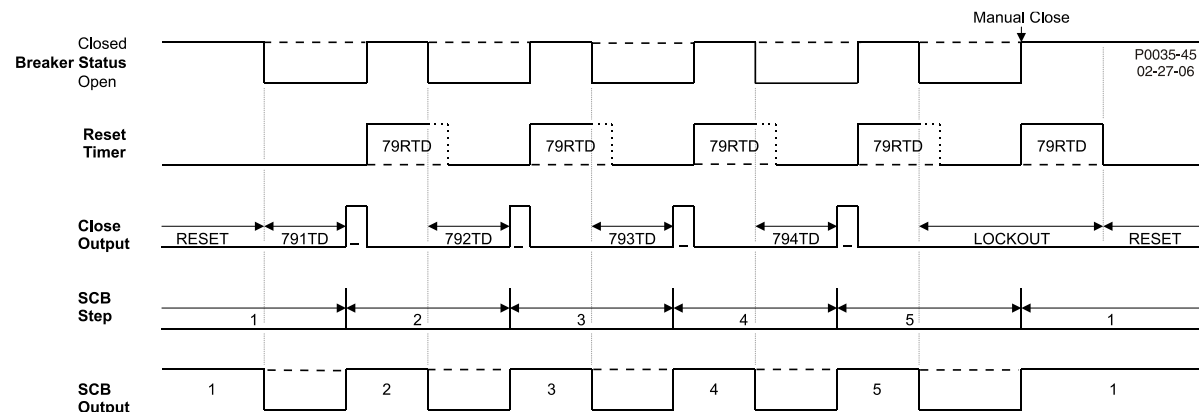 Manual Close
Closed
Breaker Status
Open
P0035-45
02-27-06
Reset
Timer
79RTD 79RTD 79RTD 79RTD 79RTD
Close
Output
RESET 791TD 792TD 793TD 794TD LOCKOUT RESET
SCB
Step
1 2 3 4 5 1
SCB
Output
1 2 3 4 5 1